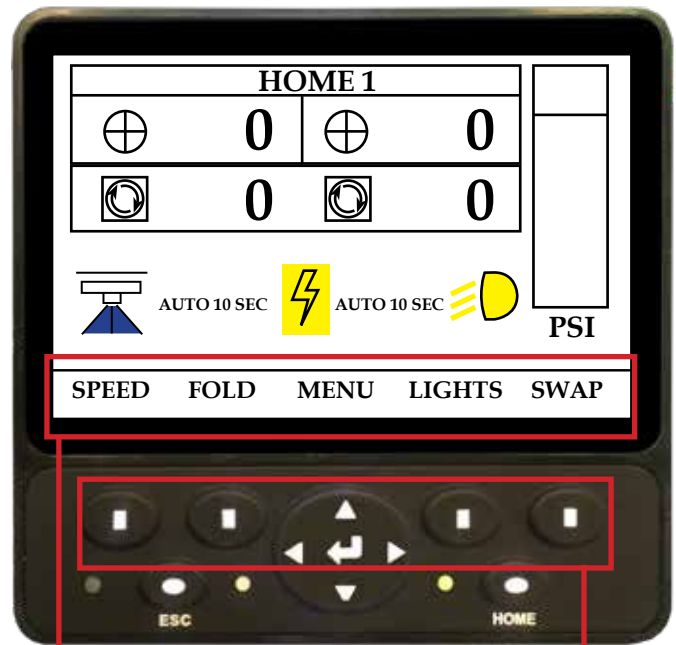 HOME 1
0 0
0 0
AUTO 10 SEC AUTO 10 SEC
PSI
SPEED FOLD MENU LIGHTS SWAP
ESC HOME